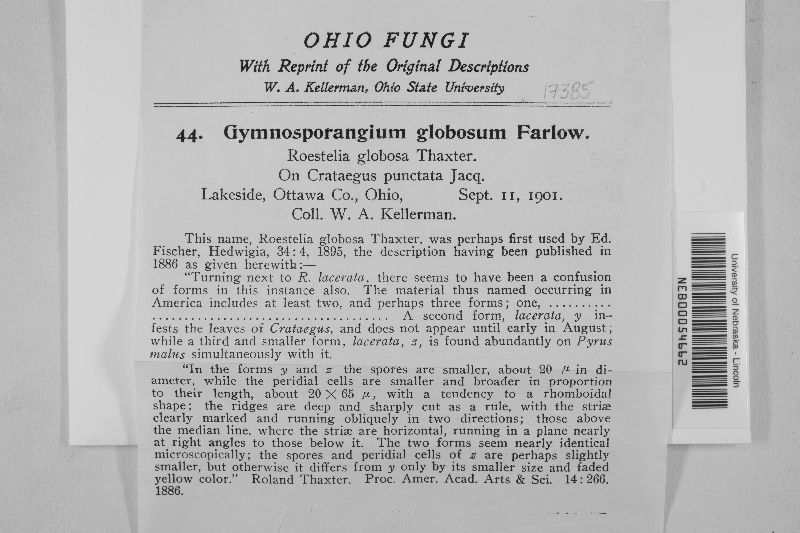 OHIO FUNGI
With Reprint of the Original Descriptions
W. A. Kellerman, Ohio State University
17385
44. Gymnosporangium globosum Farlow.
Roestelia globosa Thaxter.
On Crataegus punctata Jacq.
Lakeside, Ottawa Co., Ohio, Sept. 11, 1901.
Coll. W. A. Kellerman.
This name, Roestelia globosa Thaxter, was perhaps first used by Ed.
Fischer, Hedwigia, 34:4, 1895, the description having been published in
1886 as given herewith:—
"Turning next to R. lacerata, there seems to have been a confusion
of forms in this instance also. The material thus named occurring in
America includes at least two, and perhaps three forms; one, ..........
..................................... A second form, lacerata, y in-
fests the leaves of Crataegus, and does not appear until early in August;
while a third and smaller form, lacerata, z, is found abundantly on Pyrus
malus simultaneously with it.
"In the forms y and z the spores are smaller, about 20 μ in di-
ameter, while the peridial cells are smaller and broader in proportion
to their length, about 20 × 65 μ, with a tendency to a rhomboidal
shape; the ridges are deep and sharply cut as a rule, with the striæ
clearly marked and running obliquely in two directions; those above
the median line, where the striæ are horizontal, running in a plane nearly
at right angles to those below it. The two forms seem nearly identical
microscopically; the spores and peridial cells of z are perhaps slightly
smaller, but otherwise it differs from y only by its smaller size and faded
yellow color." Roland Thaxter. Proc. Amer. Acad. Arts & Sci. 14:266.
1886.
University of Nebraska - Lincoln
NEB00054662